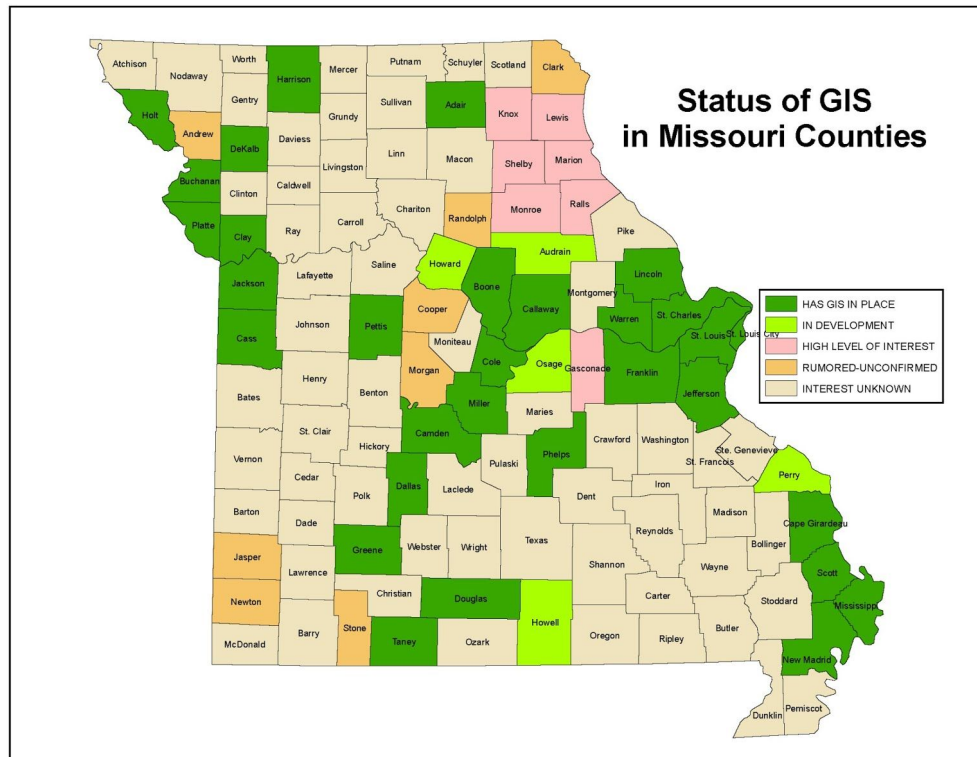 Status of GIS
in Missouri Counties
Atchison
Nodaway
Worth
Harrison
Mercer
Putnam
Schuyler
Scotland
Clark
Holt
Andrew
Gentry
DeKalb
Daviess
Grundy
Sullivan
Adair
Knox
Lewis
Buchanan
Clinton
Caldwell
Livingston
Linn
Macon
Shelby
Marion
Platte
Clay
Ray
Carroll
Chariton
Randolph
Monroe
Ralls
Pike
Jackson
Lafayette
Saline
Howard
Boone
Audrain
Callaway
Montgomery
Lincoln
Warren
St. Charles
St. Louis
St. Louis City
Cass
Johnson
Pettis
Cooper
Moniteau
Morgan
Cole
Osage
Gasconade
Franklin
Jefferson
Bates
Henry
Benton
Miller
Camden
Maries
Vernon
St. Clair
Hickory
Cedar
Polk
Dallas
Laclede
Pulaski
Phelps
Crawford
Washington
St. Francois
Ste. Genevieve
Perry
Barton
Dade
Greene
Webster
Wright
Texas
Dent
Iron
Reynolds
Madison
Bollinger
Cape Girardeau
Jasper
Lawrence
Christian
Douglas
Shannon
Carter
Wayne
Stoddard
Scott
Mississippi
Newton
McDonald
Barry
Stone
Taney
Ozark
Howell
Oregon
Ripley
Butler
New Madrid
Dunklin
Pemiscot
HAS GIS IN PLACE
IN DEVELOPMENT
HIGH LEVEL OF INTEREST
RUMORED-UNCONFIRMED
INTEREST UNKNOWN